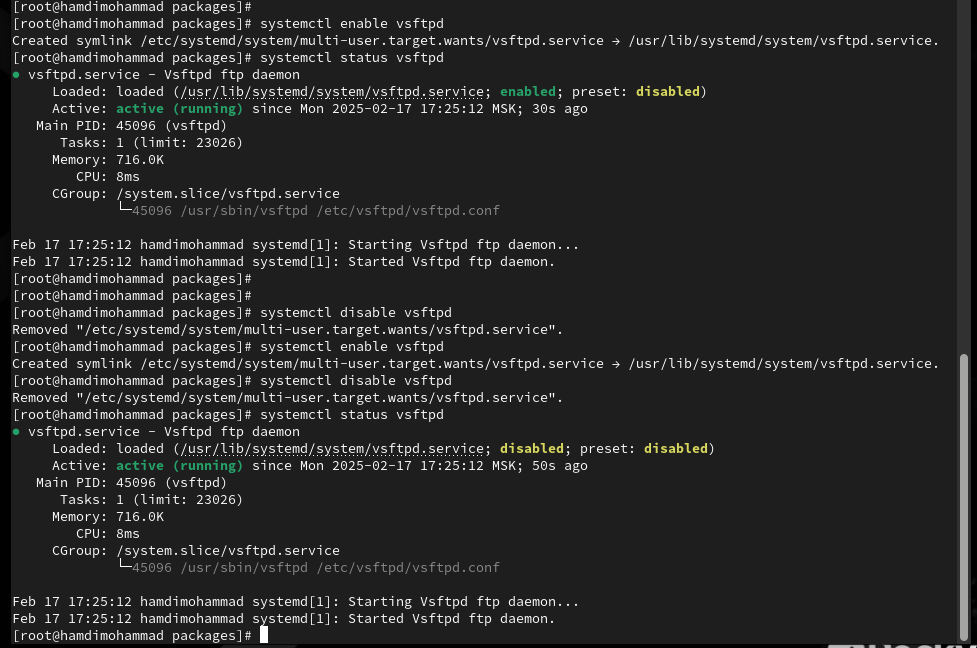 [root@hamdimohammad packages]#
[root@hamdimohammad packages]# systemctl enable vsftpd
Created symlink /etc/systemd/system/multi-user.target.wants/vsftpd.service → /usr/lib/systemd/system/vsftpd.service.
[root@hamdimohammad packages]# systemctl status vsftpd
● vsftpd.service - Vsftpd ftp daemon
     Loaded: loaded (/usr/lib/systemd/system/vsftpd.service; enabled; preset: disabled)
     Active: active (running) since Mon 2025-02-17 17:25:12 MSK; 30s ago
   Main PID: 45096 (vsftpd)
      Tasks: 1 (limit: 23026)
     Memory: 716.0K
        CPU: 8ms
     CGroup: /system.slice/vsftpd.service
             └─45096 /usr/sbin/vsftpd /etc/vsftpd/vsftpd.conf

Feb 17 17:25:12 hamdimohammad systemd[1]: Starting Vsftpd ftp daemon...
Feb 17 17:25:12 hamdimohammad systemd[1]: Started Vsftpd ftp daemon.
[root@hamdimohammad packages]#
[root@hamdimohammad packages]#
[root@hamdimohammad packages]# systemctl disable vsftpd
Removed "/etc/systemd/system/multi-user.target.wants/vsftpd.service".
[root@hamdimohammad packages]# systemctl enable vsftpd
Created symlink /etc/systemd/system/multi-user.target.wants/vsftpd.service → /usr/lib/systemd/system/vsftpd.service.
[root@hamdimohammad packages]# systemctl disable vsftpd
Removed "/etc/systemd/system/multi-user.target.wants/vsftpd.service".
[root@hamdimohammad packages]# systemctl status vsftpd
● vsftpd.service - Vsftpd ftp daemon
     Loaded: loaded (/usr/lib/systemd/system/vsftpd.service; disabled; preset: disabled)
     Active: active (running) since Mon 2025-02-17 17:25:12 MSK; 50s ago
   Main PID: 45096 (vsftpd)
      Tasks: 1 (limit: 23026)
     Memory: 716.0K
        CPU: 8ms
     CGroup: /system.slice/vsftpd.service
             └─45096 /usr/sbin/vsftpd /etc/vsftpd/vsftpd.conf

Feb 17 17:25:12 hamdimohammad systemd[1]: Starting Vsftpd ftp daemon...
Feb 17 17:25:12 hamdimohammad systemd[1]: Started Vsftpd ftp daemon.
[root@hamdimohammad packages]#